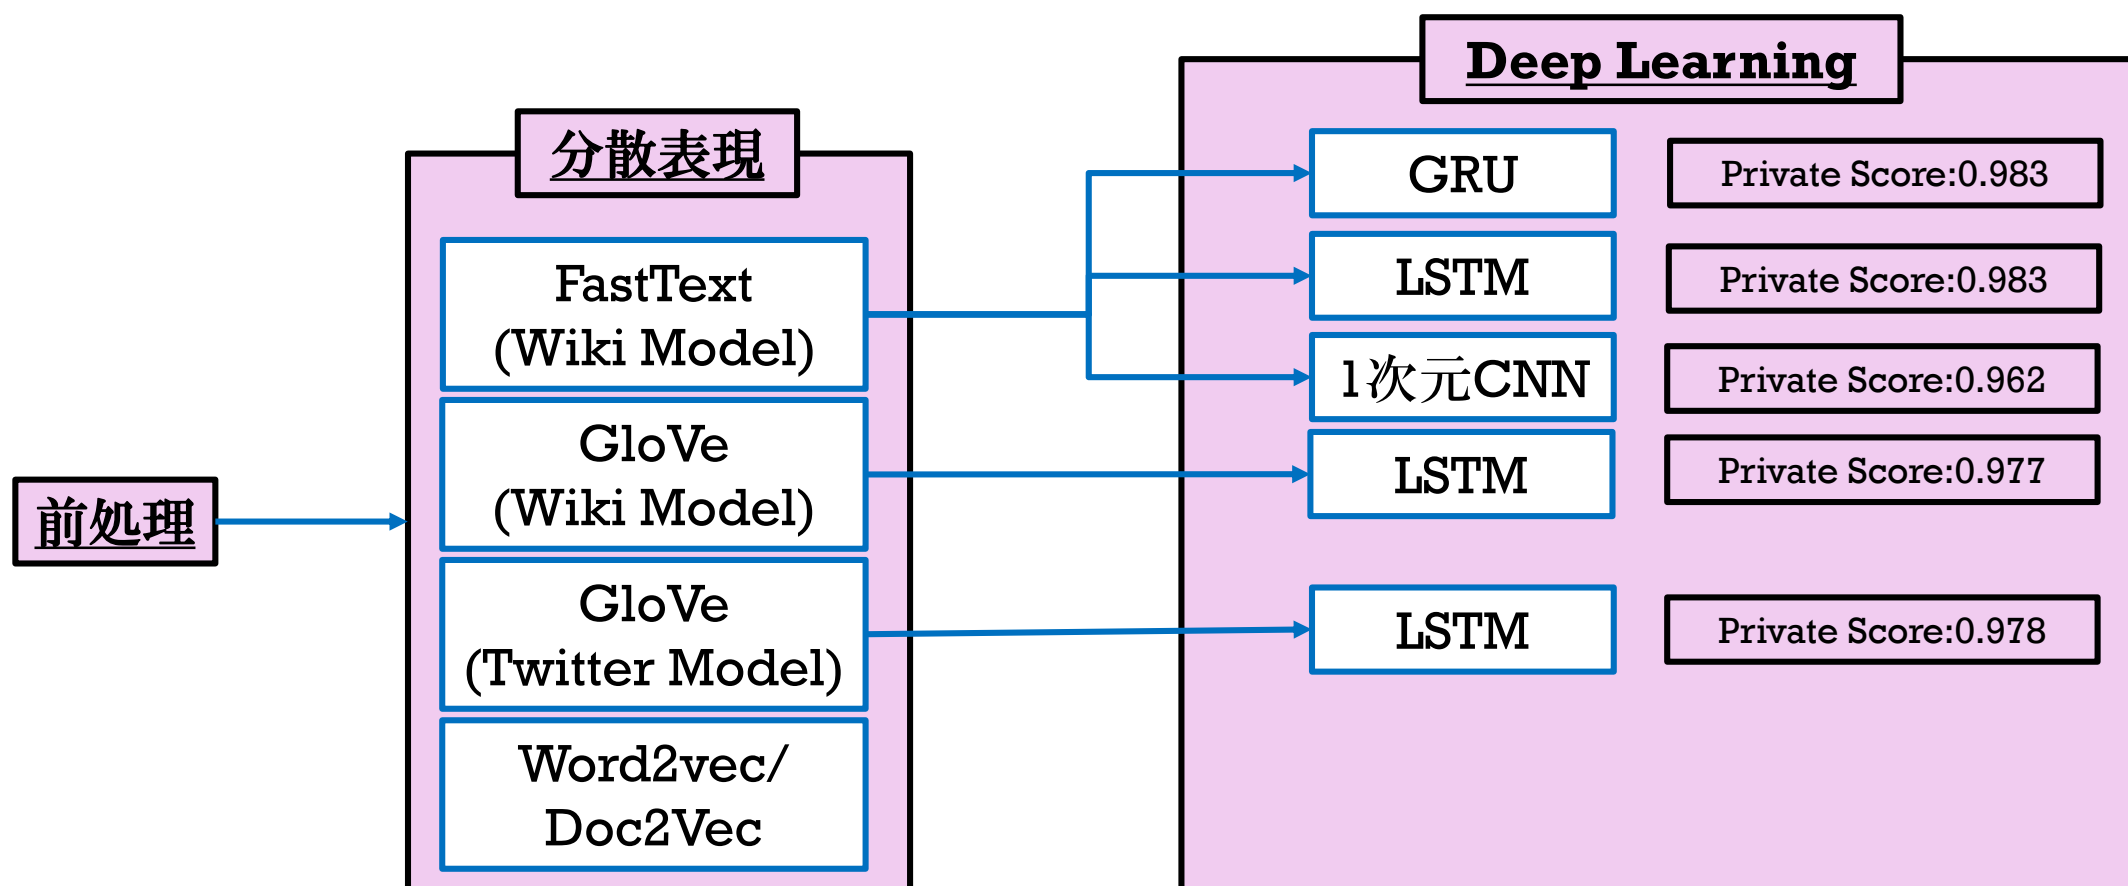 前処理
分散表現
FastText
(Wiki Model)
GloVe
(Wiki Model)
GloVe
(Twitter Model)
Word2vec/
Doc2Vec
Deep Learning
GRU
Private Score:0.983
LSTM
Private Score:0.983
1次元CNN
Private Score:0.962
LSTM
Private Score:0.977
LSTM
Private Score:0.978